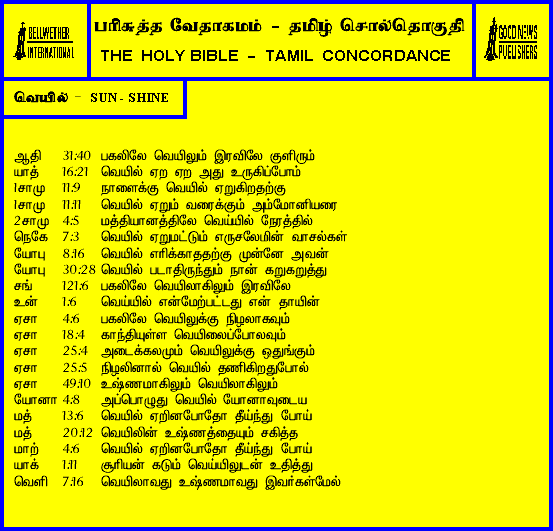 BELLWETHER
INTERNATIONAL
பரிசுத்த வேதாகமம் – தமிழ் சொல்தொகுதி
THE HOLY BIBLE – TAMIL CONCORDANCE
GOOD NEWS
PUBLISHERS
வெயில் – SUN-SHINE
ஆதி 31:40 பகலிலே வெயிலும் இரவிலே குளிரும்
யாத் 16:21 வெயில் ஏற ஏற அது உருகிப்போம்
1சாமு 11:9 நாளைக்கு வெயில் ஏறுகிறதற்கு
1சாமு 11:11 வெயில் ஏறும் வரைக்கும் அம்மோனியரை
2சாமு 4:5 மத்தியானத்திலே வெய்யில் நேரத்தில்
நெகே 7:3 வெயில் ஏறுமட்டும் எருசலேமின் வாசல்கள்
யோபு 8:16 வெயில் எரிக்காததற்கு முன்னே அவன்
யோபு 30:28 வெயில் படாதிருந்தும் நான் கறுகறுத்து
சங் 121:6 பகலிலே வெயிலாகிலும் இரவிலே
உன் 1:6 வெய்யில் என்மேற்பட்டது என் தாயின்
ஏசா 4:6 பகலிலே வெயிலுக்கு நிழலாகவும்
ஏசா 18:4 காந்தியுள்ள வெயிலைப்போலவும்
ஏசா 25:4 அடைக்கலமும் வெயிலுக்கு ஒதுங்கும்
ஏசா 25:5 நிழலினால் வெயில் தணிகிறதுபோல்
ஏசா 49:10 உஷ்ணமாகிலும் வெயிலாகிலும்
யோனா 4:8 அப்பொழுது வெயில் யோனாவுடைய
மத் 13:6 வெயில் ஏறினபோதோ தீய்ந்து போய்
மத் 20:12 வெயிலின் உஷ்ணத்தையும் சகித்த
மாற் 4:6 வெயில் ஏறினபோதோ தீய்ந்து போய்
யாக் 1:11 சூரியன் கடும் வெய்யிலுடன் உதித்து
வெளி 7:16 வெயிலாவது உஷ்ணமாவது இவர்கள்மேல்